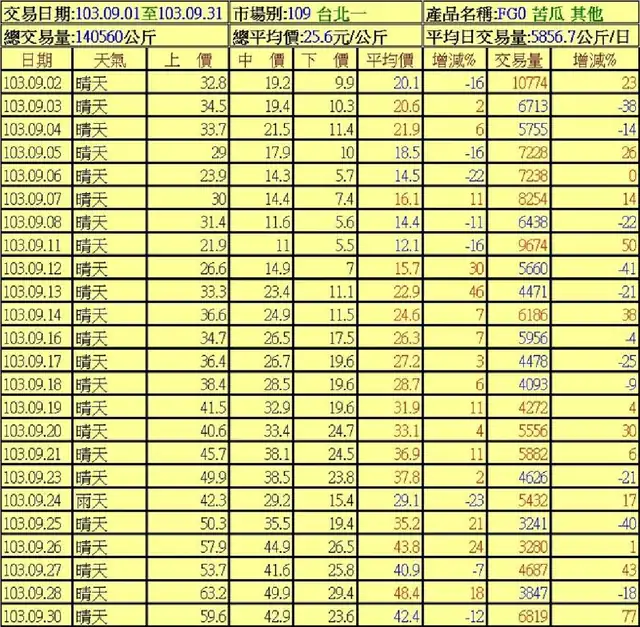 交易日期:103.09.01至103.09.31 市場別:109 台北一 產品名稱:FG0 苦瓜 其他
總交易量:140560公斤 總平均價:25.6元/公斤 平均日交易量:5856.7公斤/日
日期 天氣 上 價 中 價 下 價 平均價 增減% 交易量 增減%
103.09.02 晴天 32.8 19.2 9.9 20.1 -16 10774 23
103.09.03 晴天 34.5 19.4 10.3 20.6 2 6713 -38
103.09.04 晴天 33.7 21.5 11.4 21.9 6 5755 -14
103.09.05 晴天 29 17.9 10 18.5 -16 7228 26
103.09.06 晴天 23.9 14.3 5.7 14.5 -22 7238 0
103.09.07 晴天 30 14.4 7.4 16.1 11 8254 14
103.09.08 晴天 31.4 11.6 5.6 14.4 -11 6438 -22
103.09.11 晴天 21.9 11 5.5 12.1 -16 9674 50
103.09.12 晴天 26.6 14.9 7 15.7 30 5660 -41
103.09.13 晴天 33.3 23.4 11.1 22.9 46 4471 -21
103.09.14 晴天 36.6 24.9 11.5 24.6 7 6186 38
103.09.16 晴天 34.7 26.5 17.5 26.3 7 5956 -4
103.09.17 晴天 36.4 26.7 19.6 27.2 3 4478 -25
103.09.18 晴天 38.4 28.5 19.6 28.7 6 4093 -9
103.09.19 晴天 41.5 32.9 19.6 31.9 11 4272 4
103.09.20 晴天 40.6 33.4 24.7 33.1 4 5556 30
103.09.21 晴天 45.7 38.1 24.5 36.9 11 5882 6
103.09.23 晴天 49.9 38.5 23.8 37.8 2 4626 -21
103.09.24 雨天 42.3 29.2 15.4 29.1 -23 5432 17
103.09.25 晴天 50.3 35.5 19.4 35.2 21 3241 -40
103.09.26 晴天 57.9 44.9 26.5 43.8 24 3280 1
103.09.27 晴天 53.7 41.6 25.8 40.9 -7 4687 43
103.09.28 晴天 63.2 49.9 29.4 48.4 18 3847 -18
103.09.30 晴天 59.6 42.9 23.6 42.4 -12 6819 77